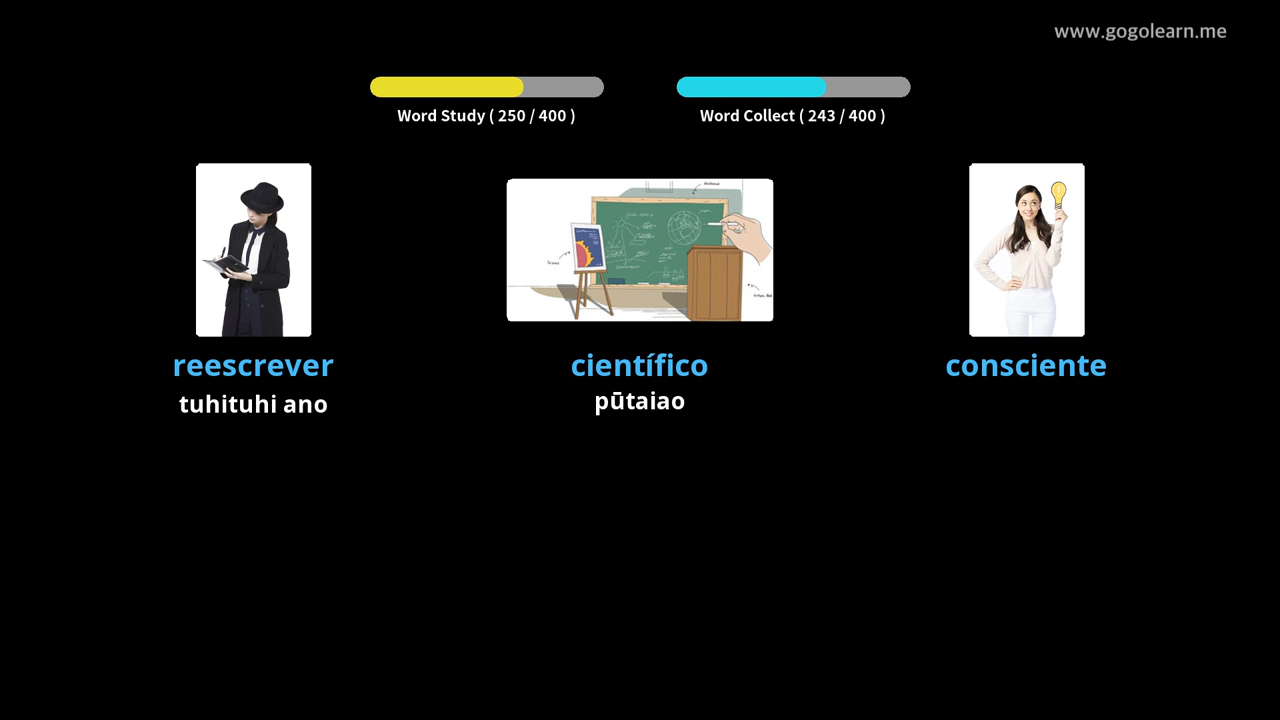 www.gogolearn.me
Word Study ( 250 / 400 )
Word Collect ( 243 / 400 )
reescrever
científico
consciente
tuhituhi ano
pūtaiao